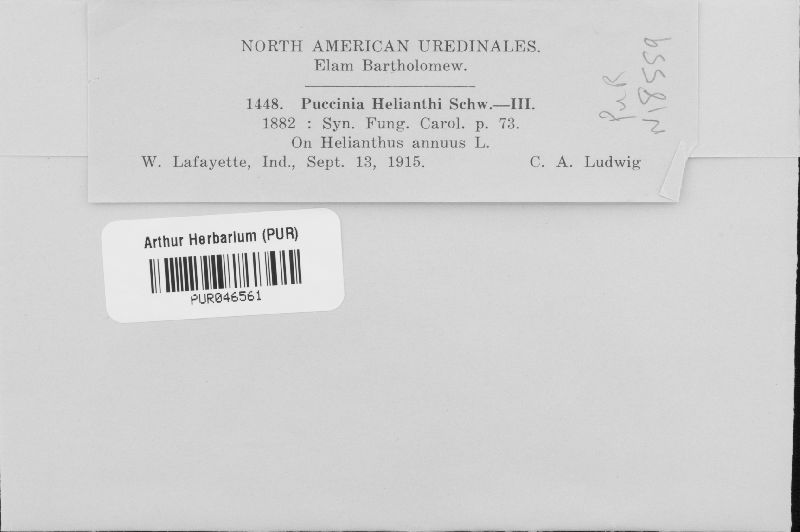 NORTH AMERICAN UREDINALES.
Elam Bartholomew.
1448. Puccinia Helianthi Schw.—III.
1882 : Syn. Fung. Carol. p. 73.
On Helianthus annuus L.
W. Lafayette, Ind., Sept. 13, 1915. C. A. Ludwig
PUR
N18559
Arthur Herbarium (PUR)
PUR046561